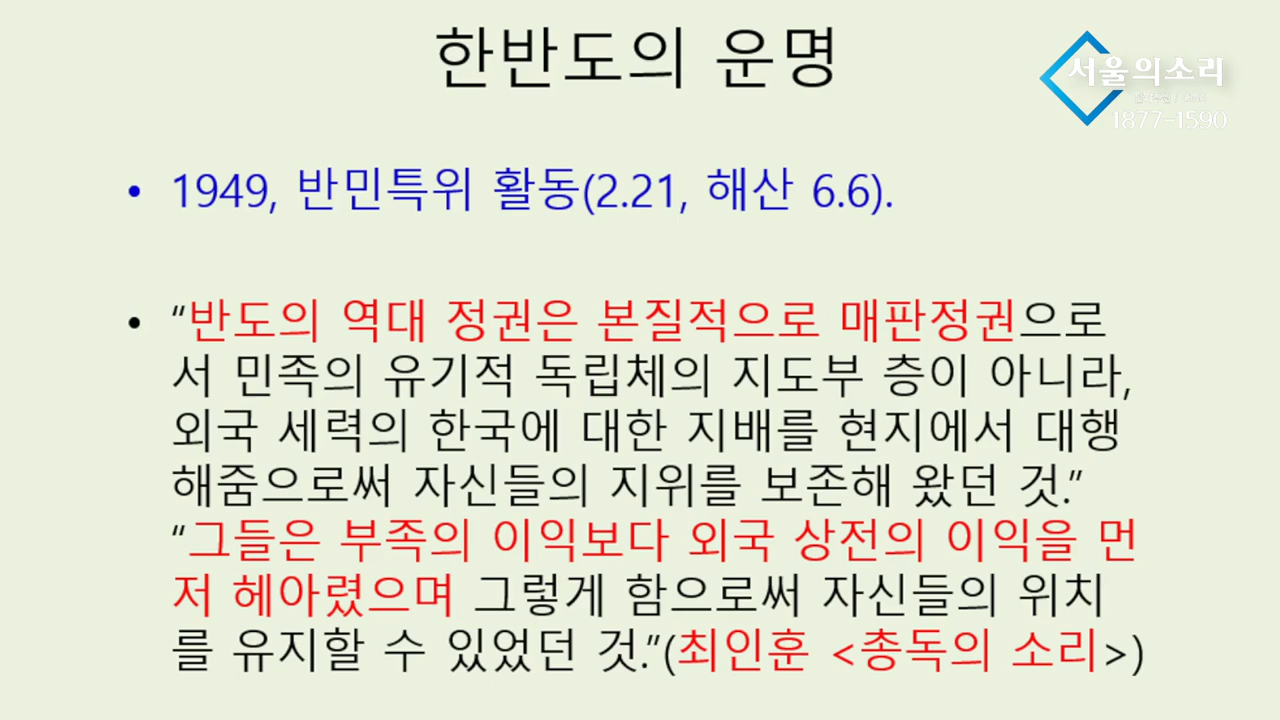 한반도의 운명
서울의소리
1877-1590
• 1949, 반민특위 활동(2.21, 해산 6.6).
• “반도의 역대 정권은 본질적으로 매판정권으로
서 민족의 유기적 독립체의 지도부 층이 아니라,
외국 세력의 한국에 대한 지배를 현지에서 대행
해줌으로써 자신들의 지위를 보존해 왔던 것.”
“그들은 부족의 이익보다 외국 상전의 이익을 먼
저 헤아렸으며 그렇게 함으로써 자신들의 위치
를 유지할 수 있었던 것.”(최인훈 <총독의 소리>)